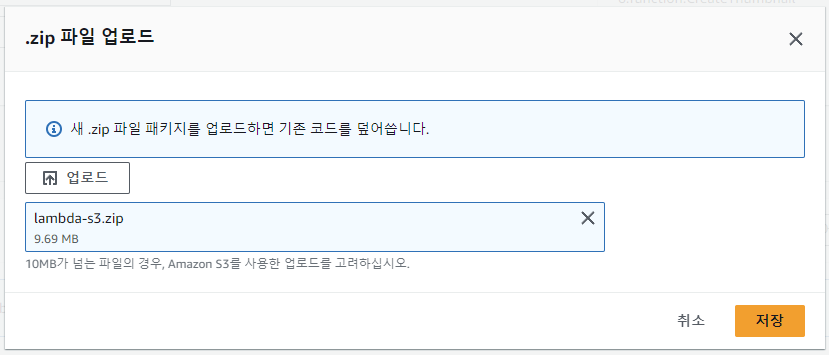 .zip 파일 업로드
새 .zip 파일 패키지를 업로드하면 기존 코드를 덮어씁니다.
업로드
lambda-s3.zip
9.69 MB
10MB가 넘는 파일의 경우, Amazon S3를 사용한 업로드를 고려하십시오.
취소
저장